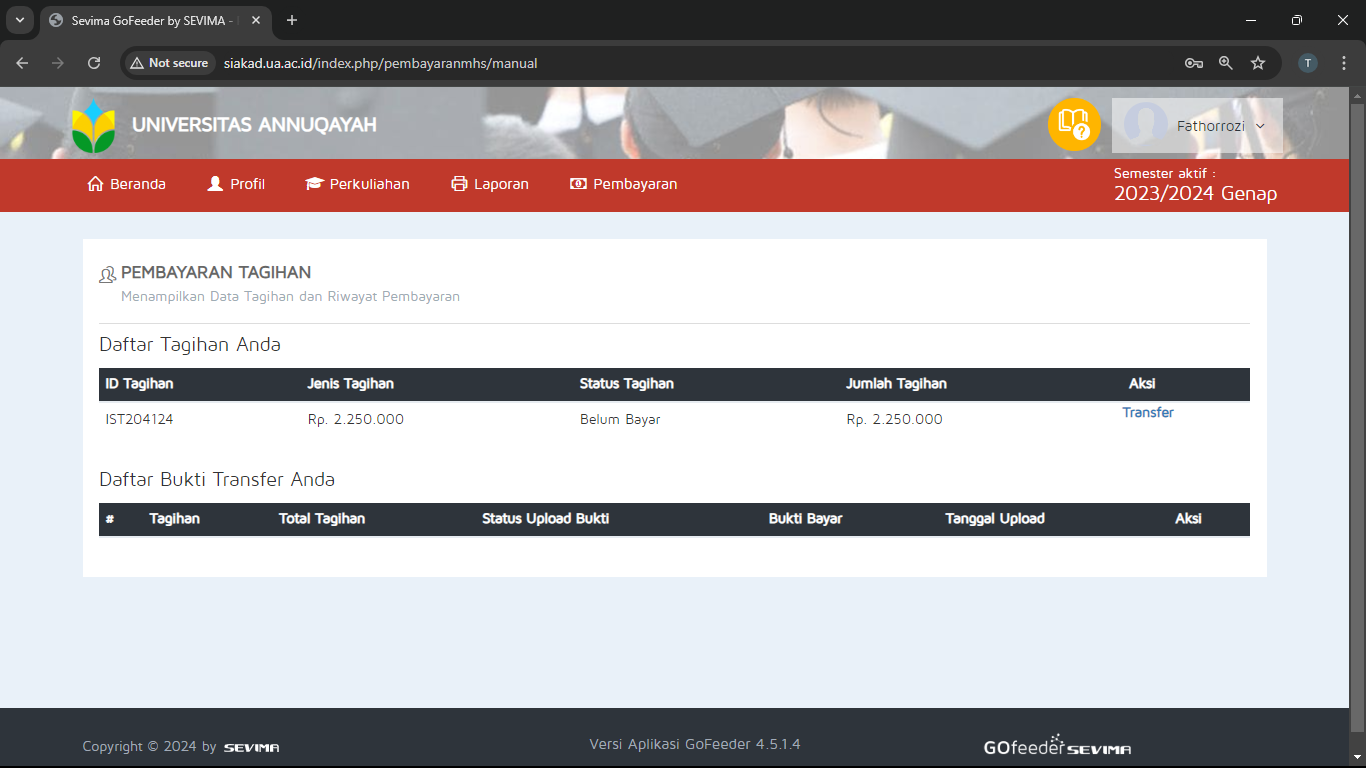 Sevima GoFeeder by SEVIMA -
Not secure siakad.ua.ac.id/index.php/pembayaranmhs/manual
T
UNIVERSITAS ANNUQAYAH
Fathorrozi
Beranda Profil Perkuliahan Laporan Pembayaran
Semester aktif :
2023/2024 Genap
PEMBAYARAN TAGIHAN
Menampilkan Data Tagihan dan Riwayat Pembayaran
Daftar Tagihan Anda
ID Tagihan Jenis Tagihan Status Tagihan Jumlah Tagihan Aksi
IST204124 Rp. 2.250.000 Belum Bayar Rp. 2.250.000 Transfer
Daftar Bukti Transfer Anda
# Tagihan Total Tagihan Status Upload Bukti Bukti Bayar Tanggal Upload Aksi
Copyright © 2024 by SEVIMA
Versi Aplikasi GoFeeder 4.5.1.4
GOfeeder SEVIMA